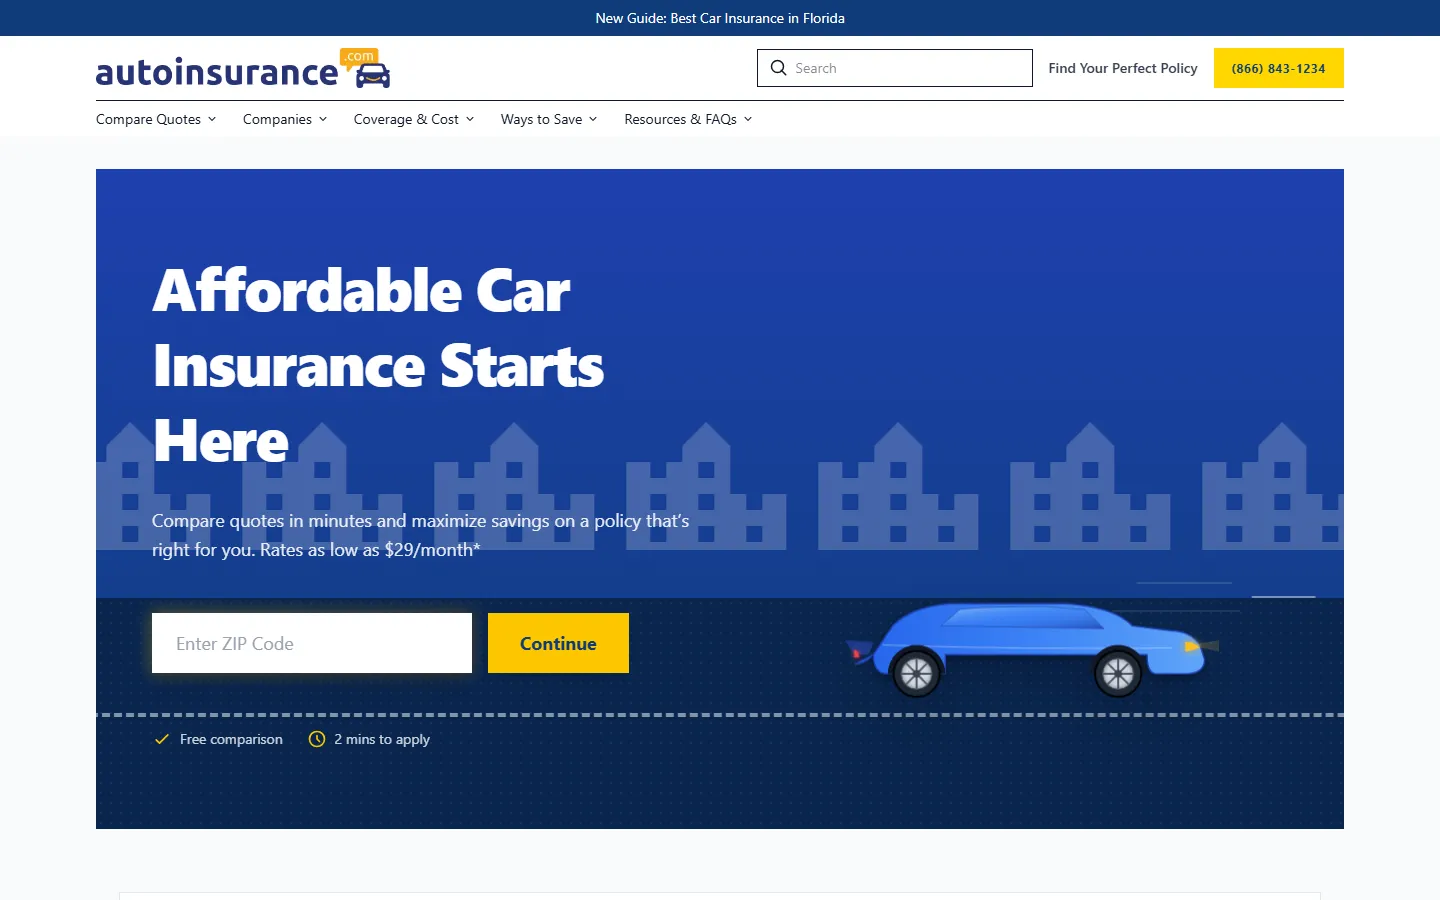 New Guide: Best Car Insurance in Florida
autoinsurance.com
Search
Find Your Perfect Policy
(866) 843-1234
Compare Quotes
Companies
Coverage & Cost
Ways to Save
Resources & FAQs
Affordable Car
Insurance Starts
Here
Compare quotes in minutes and maximize savings on a policy that’s
right for you. Rates as low as $29/month*
Enter ZIP Code
Continue
Free comparison
2 mins to apply